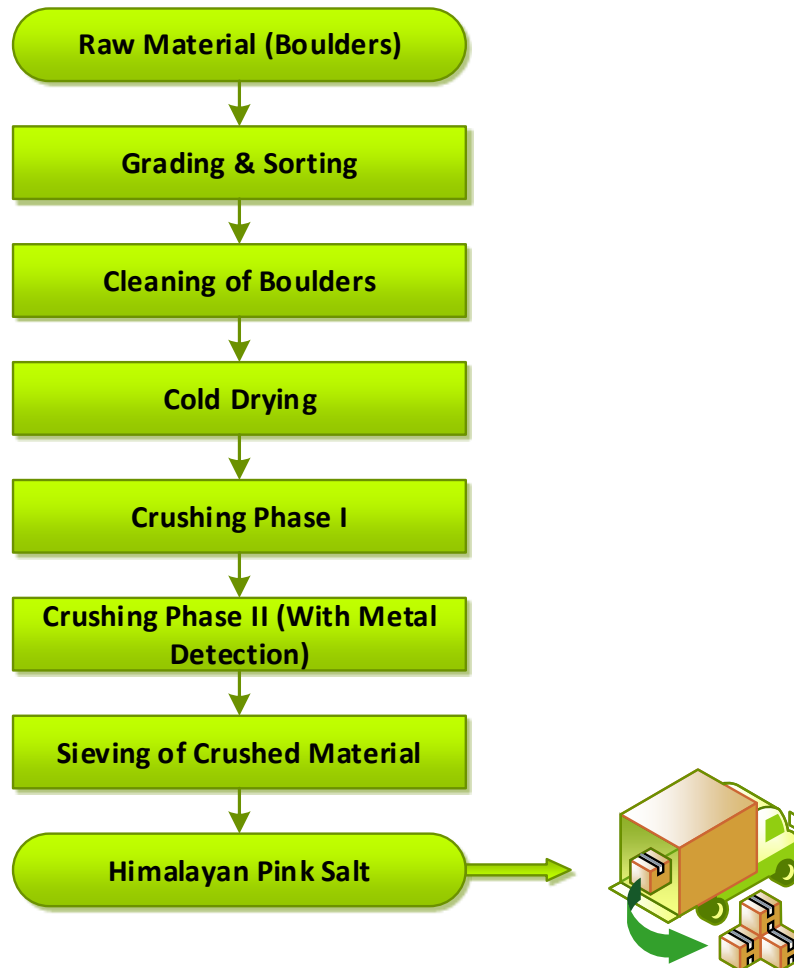 Raw Material (Boulders)
Grading & Sorting
Cleaning of Boulders
Cold Drying
Crushing Phase I
Crushing Phase II (With Metal
Detection)
Sieving of Crushed Material
Himalayan Pink Salt